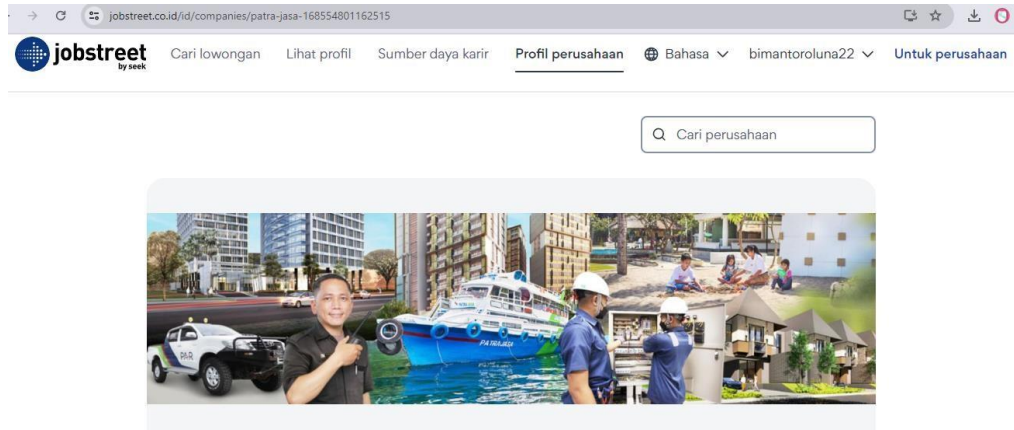 jobstreet.co.id/id/companies/patra-jasa-168554801162515
jobstreet
by seek
Cari lowongan Lihat profil Sumber daya karir Profil perusahaan Bahasa bimantoroluna22 Untuk perusahaan
Cari perusahaan
PATRA JASA